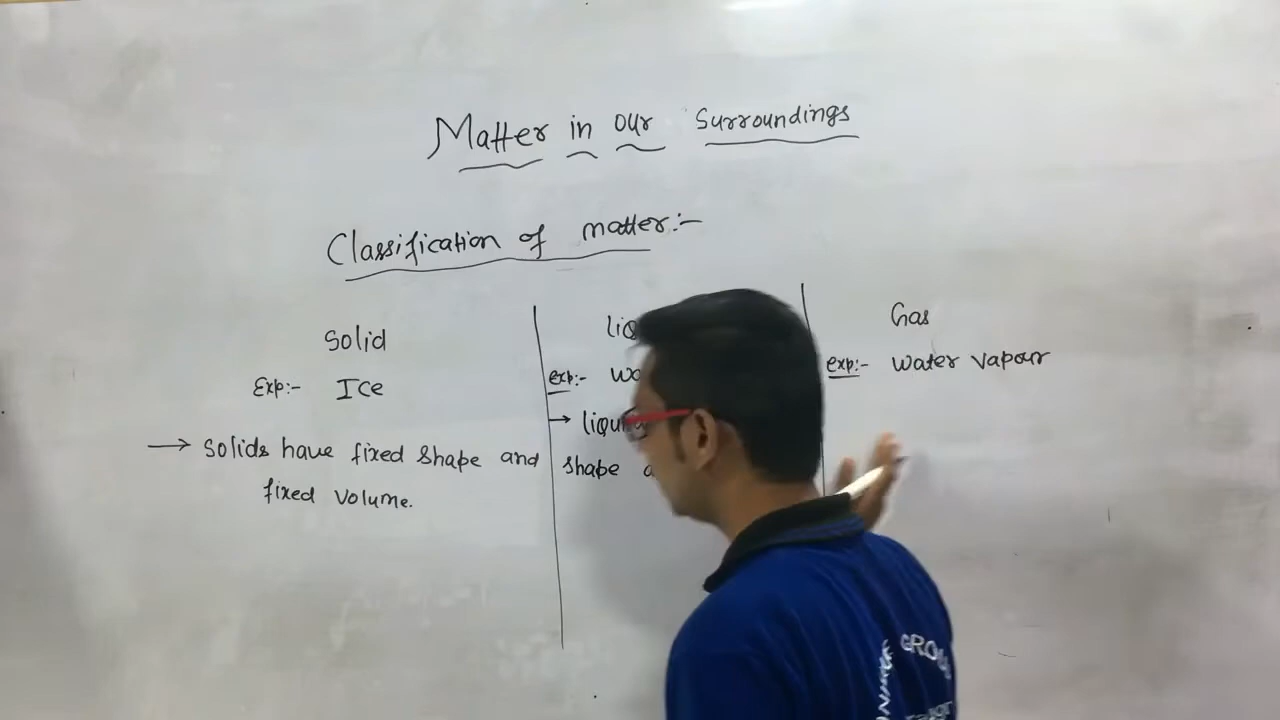 Matter in our Surroundings
Classification of matter:-
Solid
Exp:- Ice
→ Solids have fixed shape and
fixed volume.
exp:-
→
shape
Gas
exp:- Water vapour